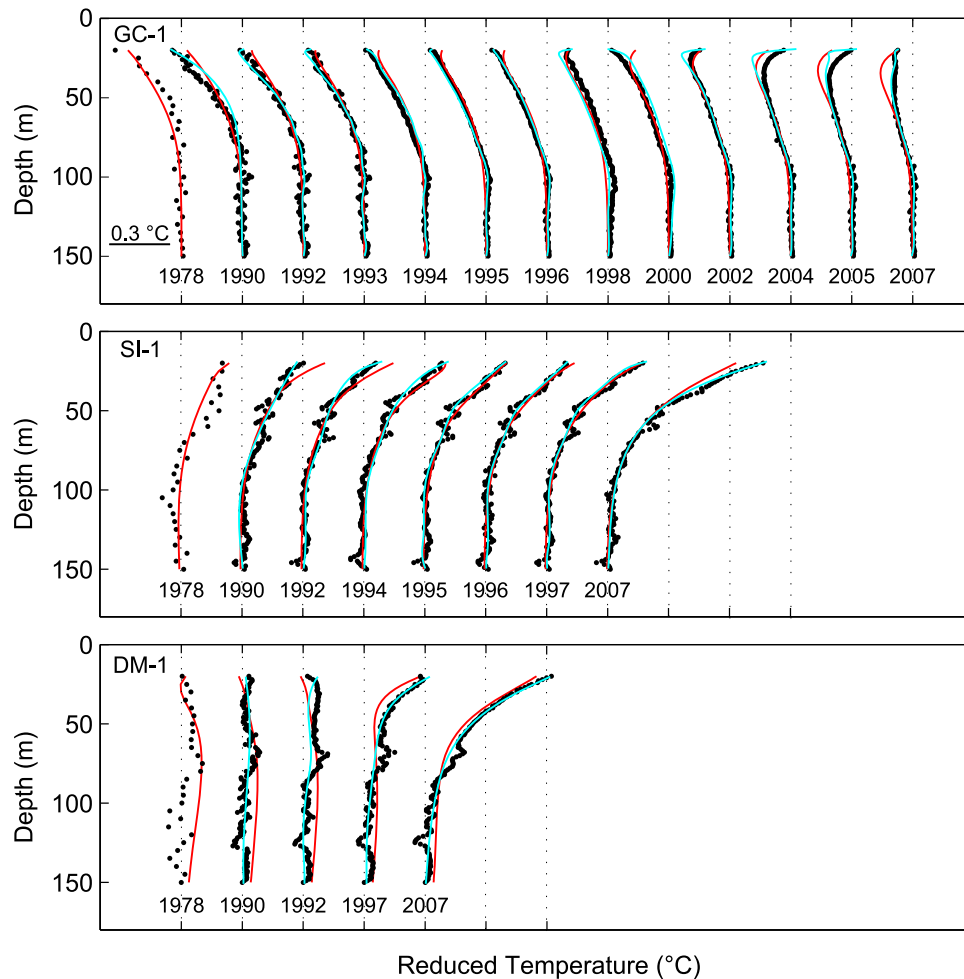 0
GC-1
50
Depth (m)
100
0.3 °C
150
1978 1990 1992 1993 1994 1995 1996 1998 2000 2002 2004 2005 2007
0
SI-1
50
Depth (m)
100
150
1978 1990 1992 1994 1995 1996 1997 2007
0
DM-1
50
Depth (m)
100
150
1978 1990 1992 1997 2007
Reduced Temperature (°C)